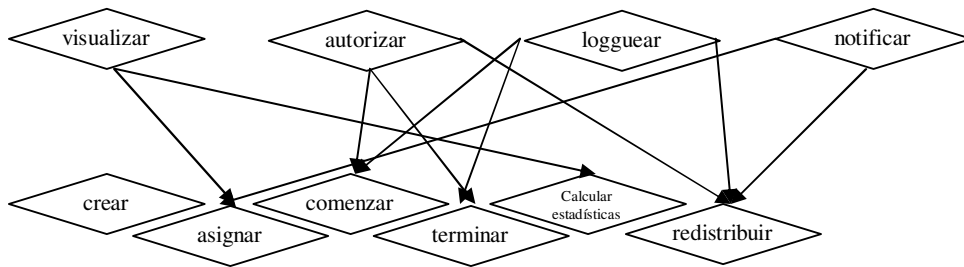 visualizar
autorizar
logguear
notificar
crear
asignar
comenzar
terminar
Calcular
estadísticas
redistribuir